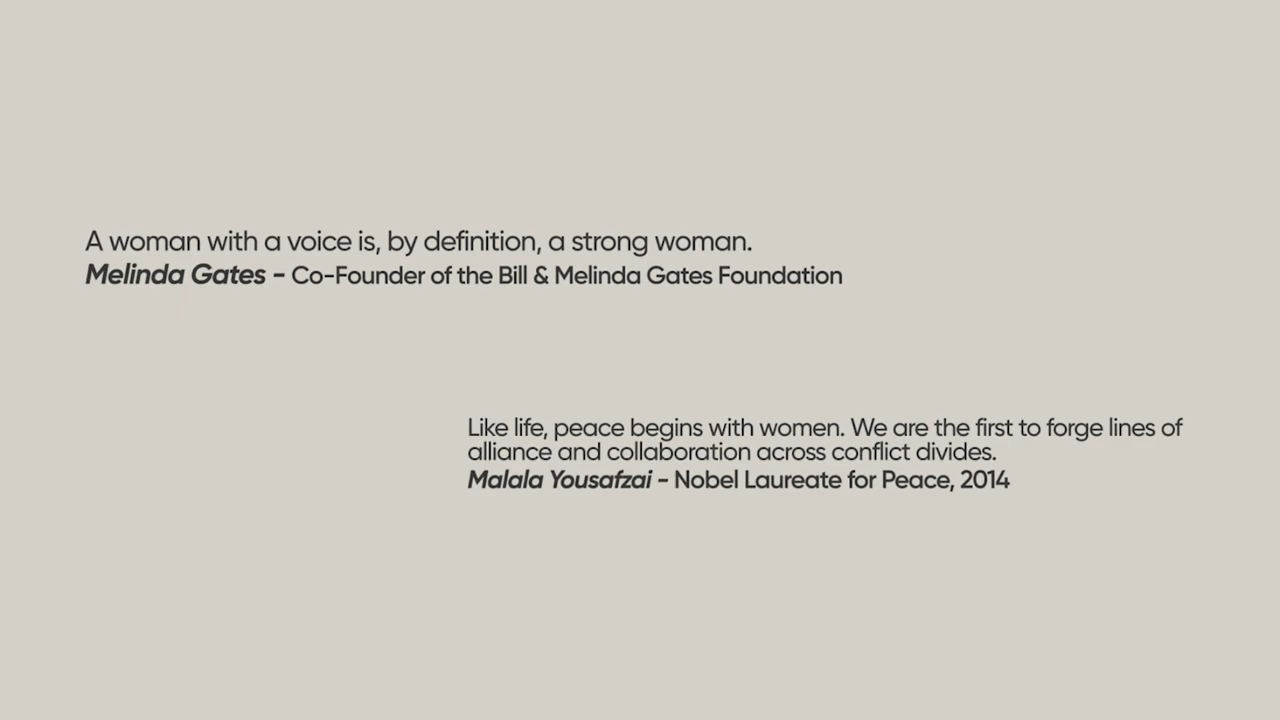 A woman with a voice is, by definition, a strong woman.
Melinda Gates - Co-Founder of the Bill & Melinda Gates Foundation
Like life, peace begins with women. We are the first to forge lines of
alliance and collaboration across conflict divides.
Malala Yousafzai - Nobel Laureate for Peace, 2014